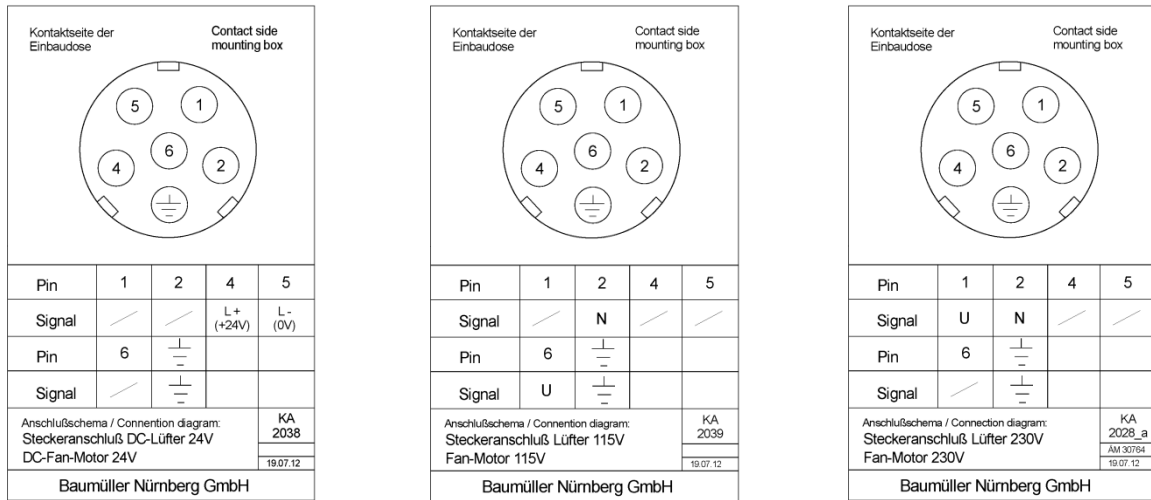 Kontaktseite der
Einbaudose
Contact side
mounting box
5 1
6
4 2
Pin 1 2 4 5
Signal L + (+24V) L - (0V)
Pin 6
Signal
Anschlußschema / Connention diagram:
Steckeranschluß DC-Lüfter 24V
DC-Fan-Motor 24V
KA
2038
19.07.12
Baumüller Nürnberg GmbH
Kontaktseite der
Einbaudose
Contact side
mounting box
5 1
6
4 2
Pin 1 2 4 5
Signal N
Pin 6
Signal U
Anschlußschema / Connention diagram:
Steckeranschluß Lüfter 115V
Fan-Motor 115V
KA
2039
19.07.12
Baumüller Nürnberg GmbH
Kontaktseite der
Einbaudose
Contact side
mounting box
5 1
6
4 2
Pin 1 2 4 5
Signal U N
Pin 6
Signal
Anschlußschema / Connention diagram:
Steckeranschluß Lüfter 230V
Fan-Motor 230V
KA
2028_a
ÄM 30764
19.07.12
Baumüller Nürnberg GmbH